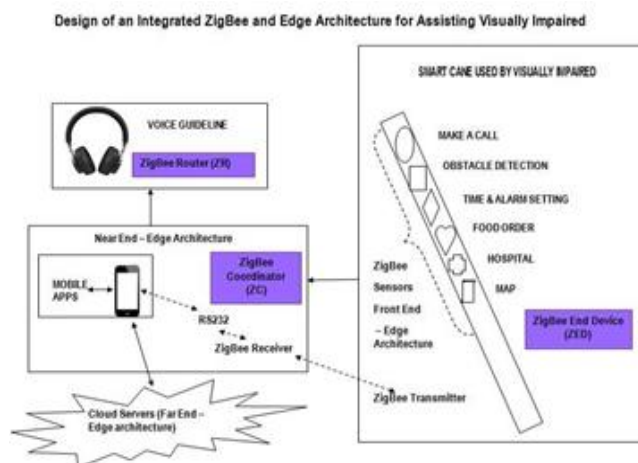 Design of an Integrated ZigBee and Edge Architecture for Assisting Visually Impaired
VOICE GUIDELINE
ZigBee Router (ZR)
Near End – Edge Architecture
MOBILE
APPS
ZigBee
Coordinator
(ZC)
RS232
ZigBee Receiver
Cloud Servers (Far End –
Edge architecture)
SMART CANE USED BY VISUALLY IMPAIRED
MAKE A CALL
OBSTACLE DETECTION
TIME & ALARM SETTING
FOOD ORDER
HOSPITAL
MAP
ZigBee
Sensors
Front End
– Edge
Architecture
ZigBee End Device
(ZED)
ZigBee Transmitter